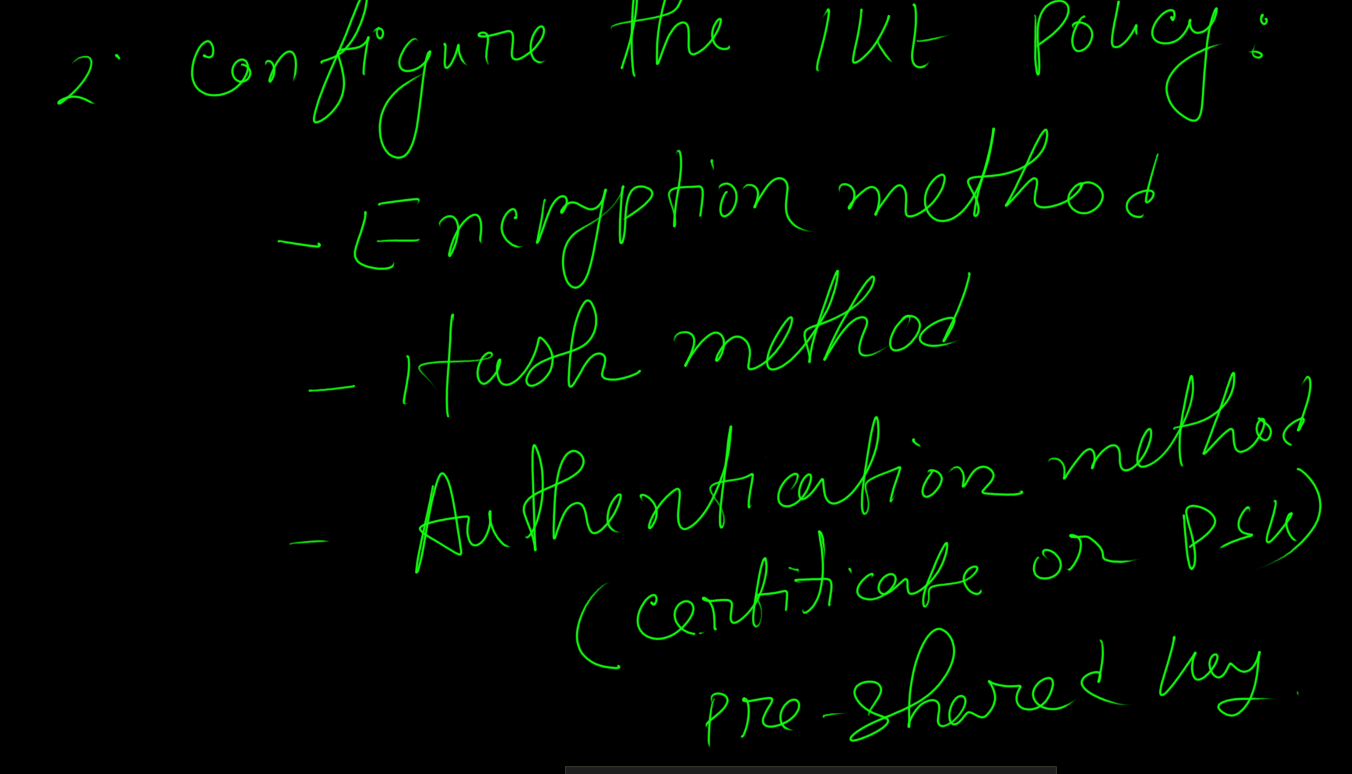 2. Configure the IKE Policy:
- Encryption method
- Hash method
- Authentication method
(certificate or PSK)
pre-shared key.